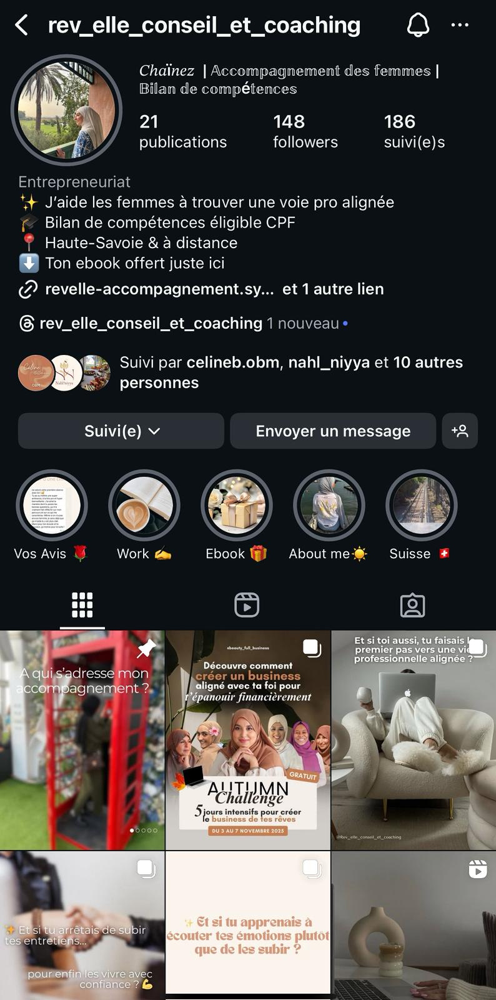 rev_elle_conseil_et_coaching
Chaïnez | Accompagnement des femmes |
Bilan de compétences
21 148 186
publications followers suivi(e)s
Entrepreneuriat
✨ J’aide les femmes à trouver une voie pro alignée
🎓 Bilan de compétences éligible CPF
📍 Haute-Savoie & à distance
⬇️ Ton ebook offert juste ici
revelle-accompagnement.sy... et 1 autre lien
rev_elle_conseil_et_coaching 1 nouveau
Suivi par celineb.obm, nahl_niyya et 10 autres
personnes
Suivi(e) Envoyer un message
Vos Avis 🌹 Work ✍️ Ebook 🎁 About me☀️ Suisse 🇨🇭
A qui s’adresse mon
accompagnement ?
sbeauty_full_business
Découvre comment
créer un business
aligné avec ta foi pour
t’épanouir financièrement
GRATUIT
AUTUMN
Challenge
5 jours intensifs pour créer
le business de tes rêves
DU 3 AU 7 NOVEMBRE 2025
Et si toi aussi, tu faisais
premier pas vers une
professionnelle alignée ?
@Rev_elle_conseil_et_coaching
✨ Et si tu arrêtais de subir
tes entretiens...
pour enfin les vivre avec
confiance ? 💪
✨ Et si tu apprenais à
écouter tes émotions plutôt
que de les subir ?